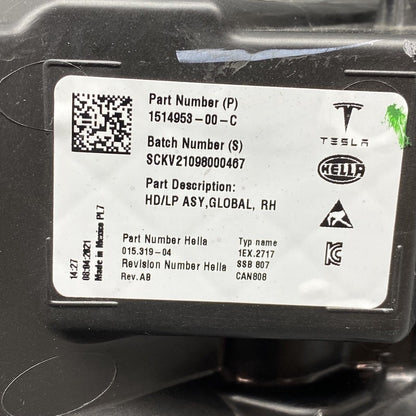 Part Number (P)
1514953-00-C
Batch Number (S)
SCKV21098000467
Part Description:
HD/LP ASY,GLOBAL, RH
TESLA
HELLA
14:27
08:04:2021
Made in Mexico PL7
Part Number Hella
015.319-04
Revision Number Hella
Rev.AB
Typ name
1EX.2717
SSB 807
CAN808